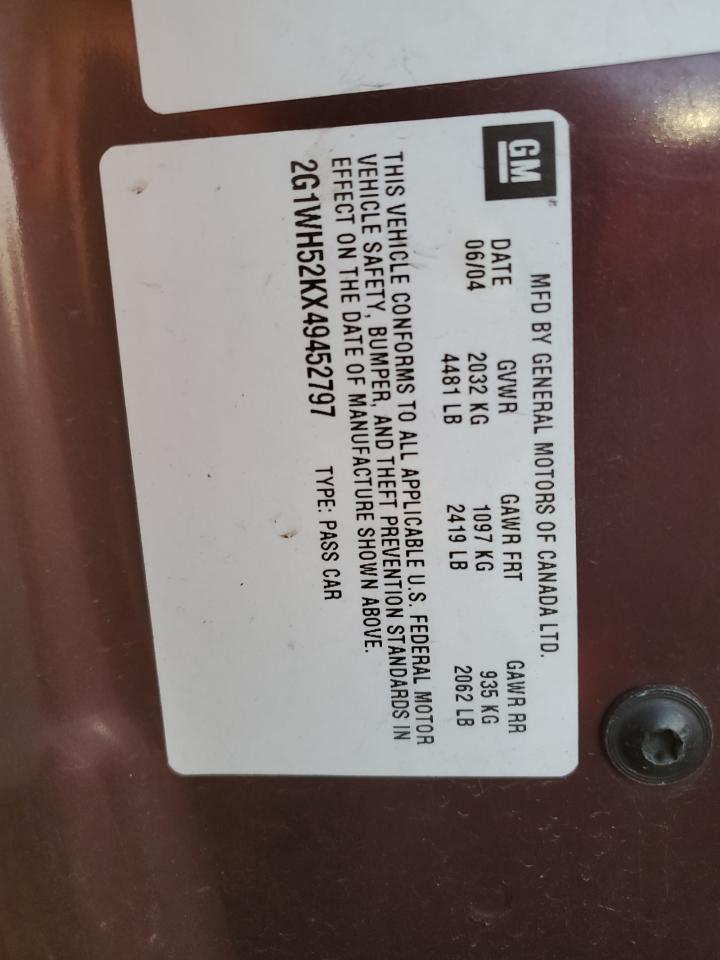 GM
MFD BY GENERAL MOTORS OF CANADA LTD.
DATE GVWR GAWR FRT GAWR RR
06/04 2032 KG 1097 KG 935 KG
4481 LB 2419 LB 2062 LB
THIS VEHICLE CONFORMS TO ALL APPLICABLE U.S. FEDERAL MOTOR
VEHICLE SAFETY, BUMPER, AND THEFT PREVENTION STANDARDS IN
EFFECT ON THE DATE OF MANUFACTURE SHOWN ABOVE.
2G1WH52KX49452797 TYPE: PASS CAR